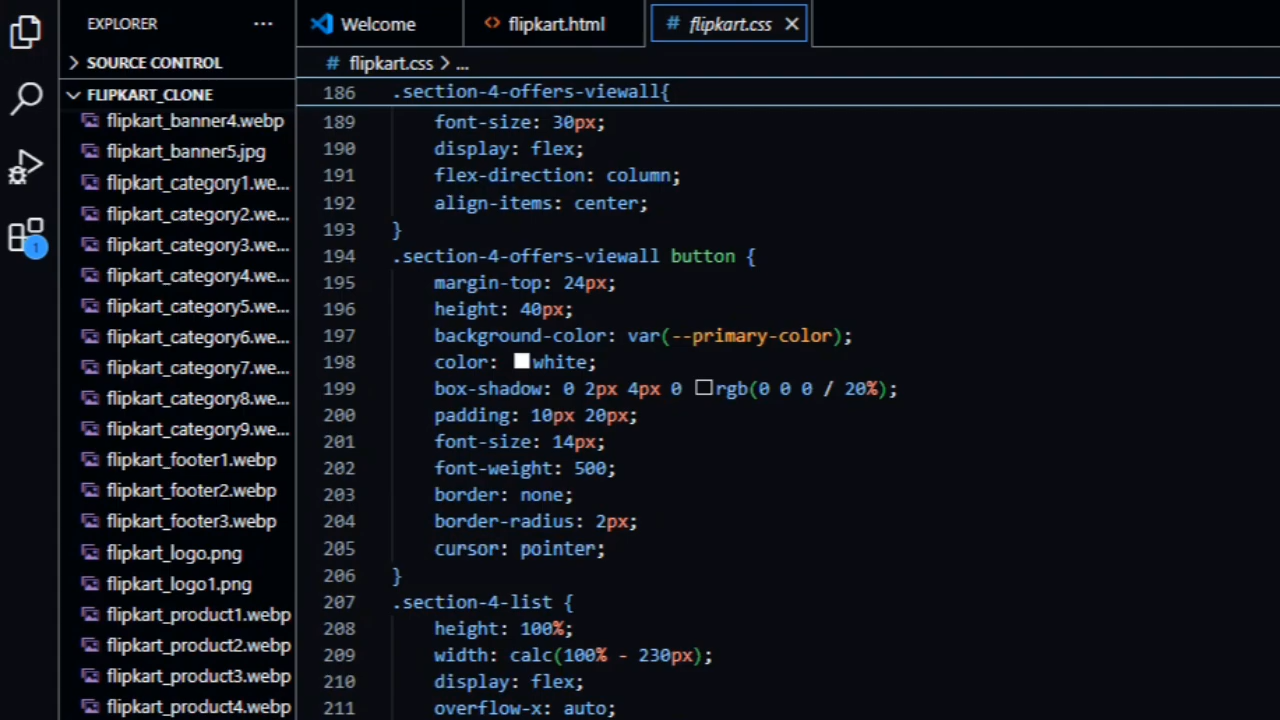 EXPLORER
SOURCE CONTROL
FLIPKART_CLONE
flipkart_banner4.webp
flipkart_banner5.jpg
flipkart_category1.we...
flipkart_category2.we...
flipkart_category3.we...
flipkart_category4.we...
flipkart_category5.we...
flipkart_category6.we...
flipkart_category7.we...
flipkart_category8.we...
flipkart_category9.we...
flipkart_footer1.webp
flipkart_footer2.webp
flipkart_footer3.webp
flipkart_logo.png
flipkart_logo1.png
flipkart_product1.webp
flipkart_product2.webp
flipkart_product3.webp
flipkart_product4.webp
1
Welcome
<> flipkart.html
# flipkart.css
# flipkart.css > ...
186 .section-4-offers-viewall{
189 font-size: 30px;
190 display: flex;
191 flex-direction: column;
192 align-items: center;
193 }
194 .section-4-offers-viewall button {
195 margin-top: 24px;
196 height: 40px;
197 background-color: var(--primary-color);
198 color: white;
199 box-shadow: 0 2px 4px 0 rgb(0 0 0 / 20%);
200 padding: 10px 20px;
201 font-size: 14px;
202 font-weight: 500;
203 border: none;
204 border-radius: 2px;
205 cursor: pointer;
206 }
207 .section-4-list {
208 height: 100%;
209 width: calc(100% - 230px);
210 display: flex;
211 overflow-x: auto;